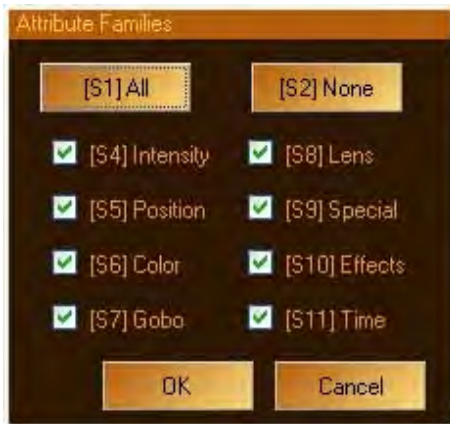 Attribute Families
[S1] All [S2] None
[S4] Intensity [S8] Lens
[S5] Position [S9] Special
[S6] Color [S10] Effects
[S7] Gobo [S11] Time
OK Cancel